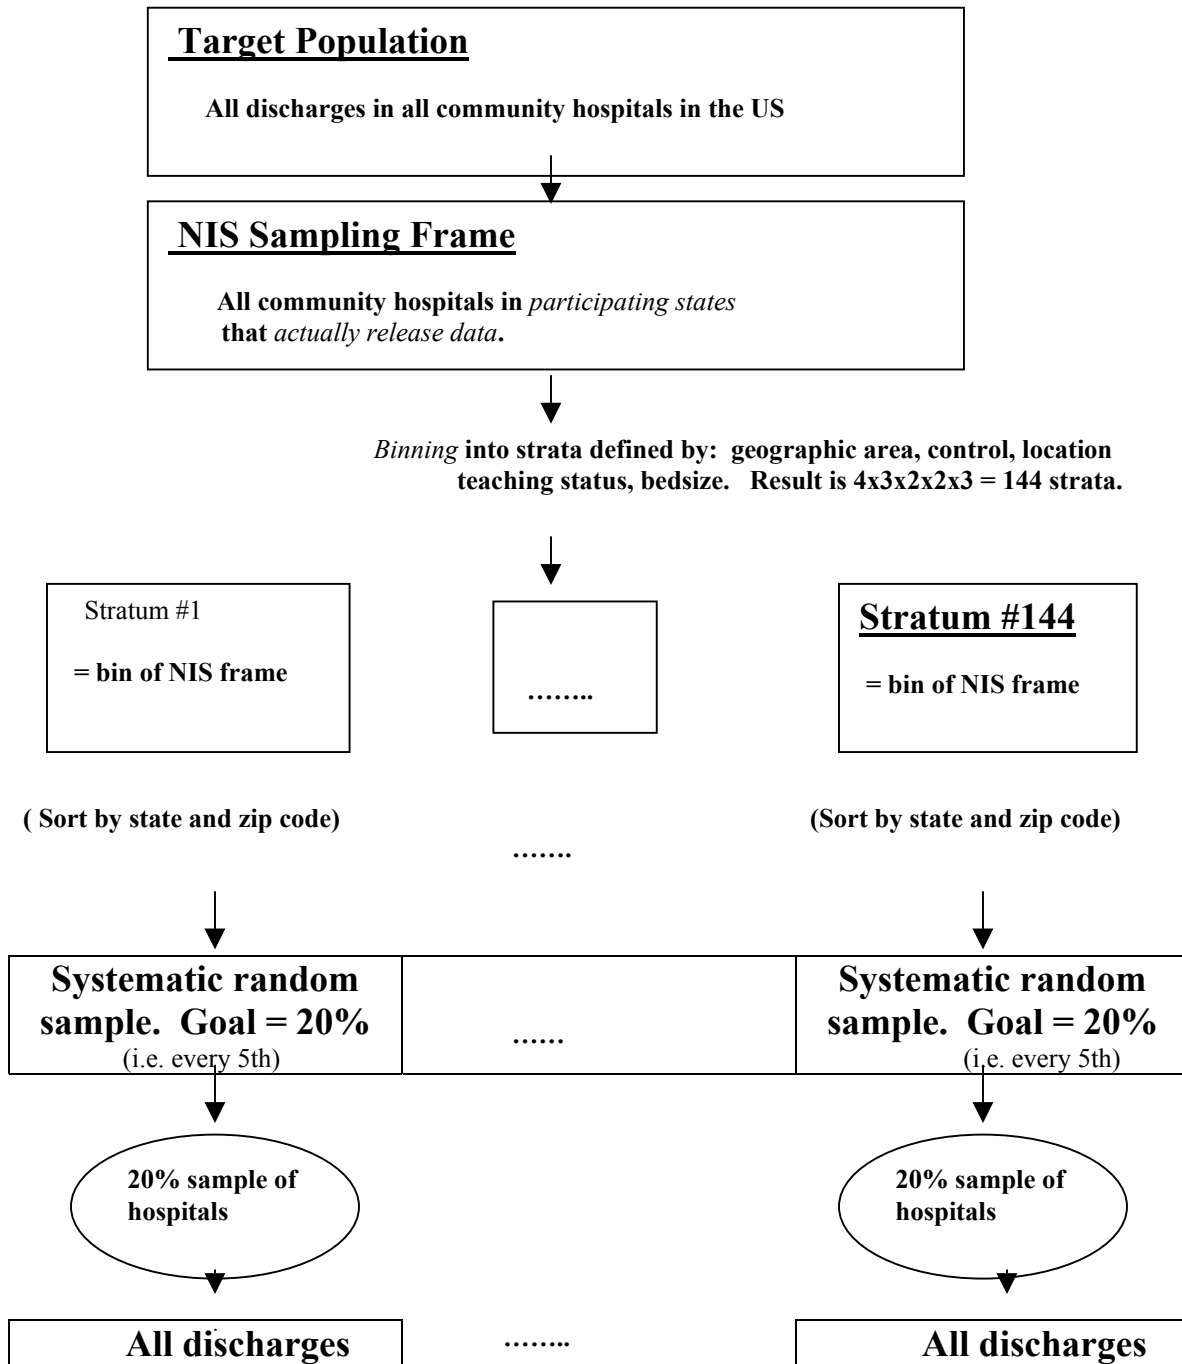 Target Population
All discharges in all community hospitals in the US
NIS Sampling Frame
All community hospitals in participating states
that actually release data.
Binning into strata defined by: geographic area, control, location
teaching status, bedsize. Result is 4x3x2x2x3 = 144 strata.
Stratum #1
= bin of NIS frame
........
Stratum #144
= bin of NIS frame
( Sort by state and zip code)
.......
(Sort by state and zip code)
Systematic random
sample. Goal = 20%
(i.e. every 5th)
......
Systematic random
sample. Goal = 20%
(i.e. every 5th)
20% sample of
hospitals
20% sample of
hospitals
All discharges
........
All discharges